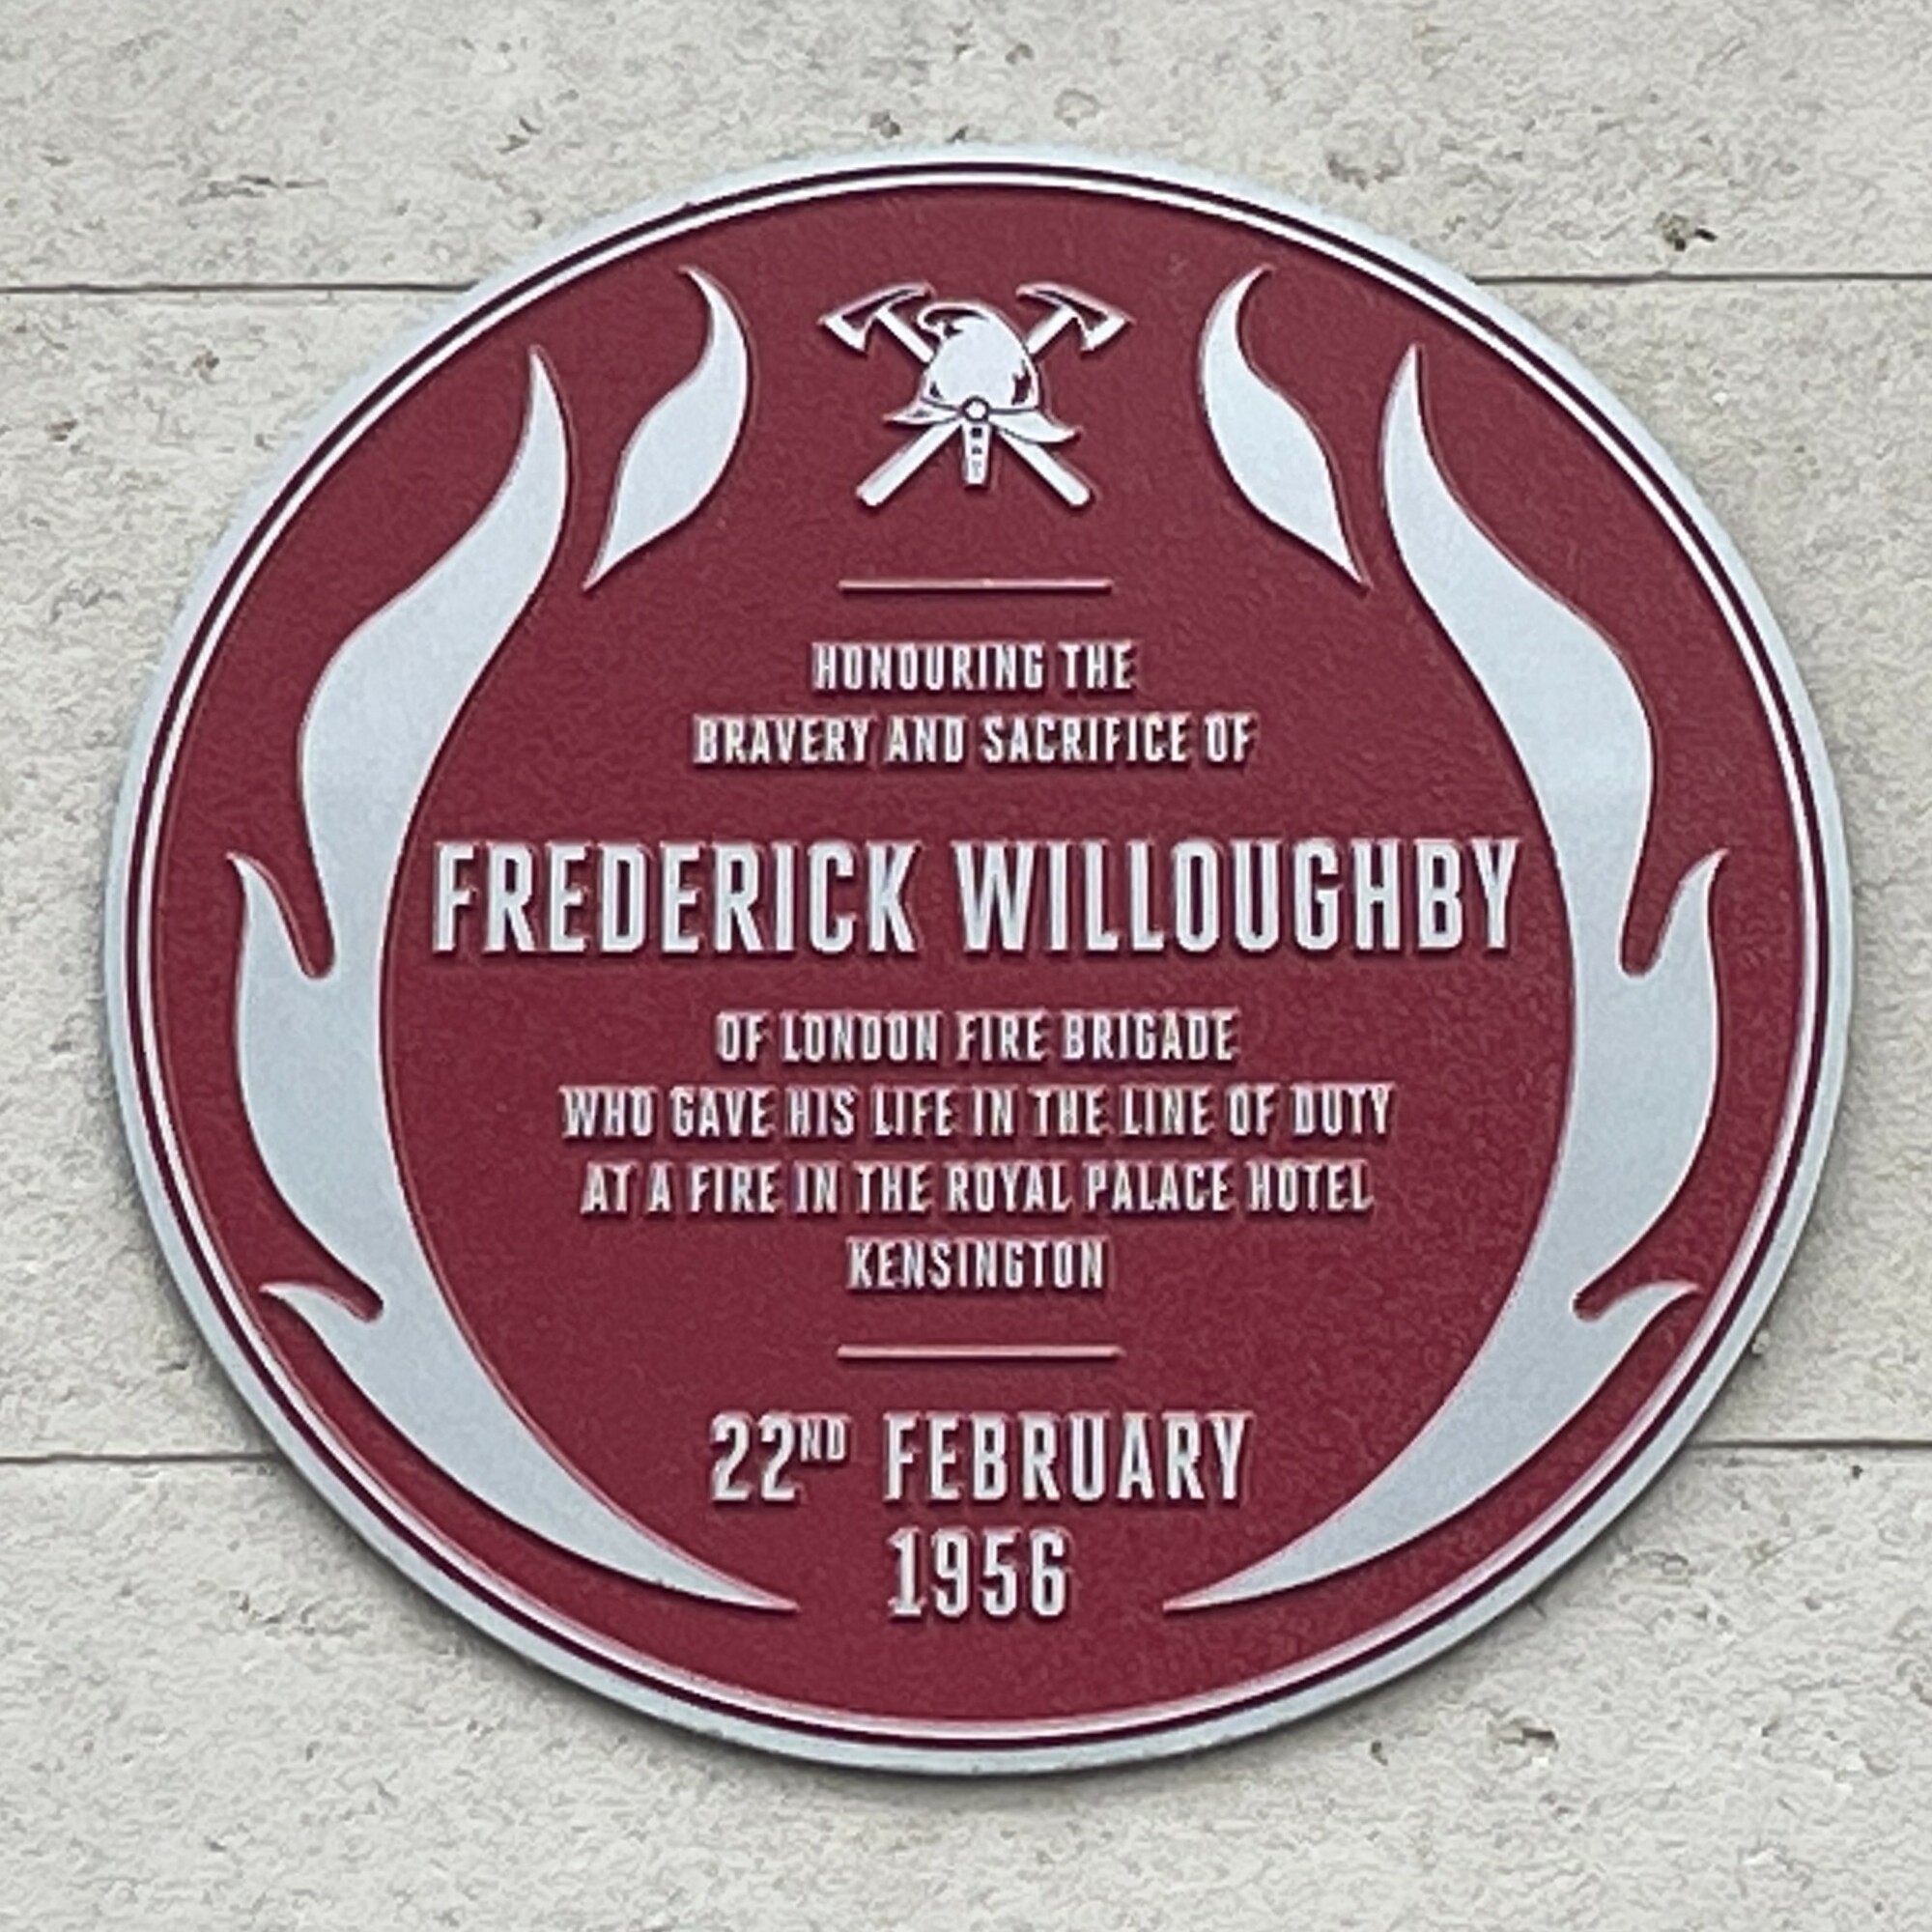 HONOURING THE
BRAVERY AND SACRIFICE OF
FREDERICK WILLOUGHBY
OF LONDON FIRE BRIGADE
WHO GAVE HIS LIFE IN THE LINE OF DUTY
AT A FIRE IN THE ROYAL PALACE HOTEL
KENSINGTON
22ND FEBRUARY
1956